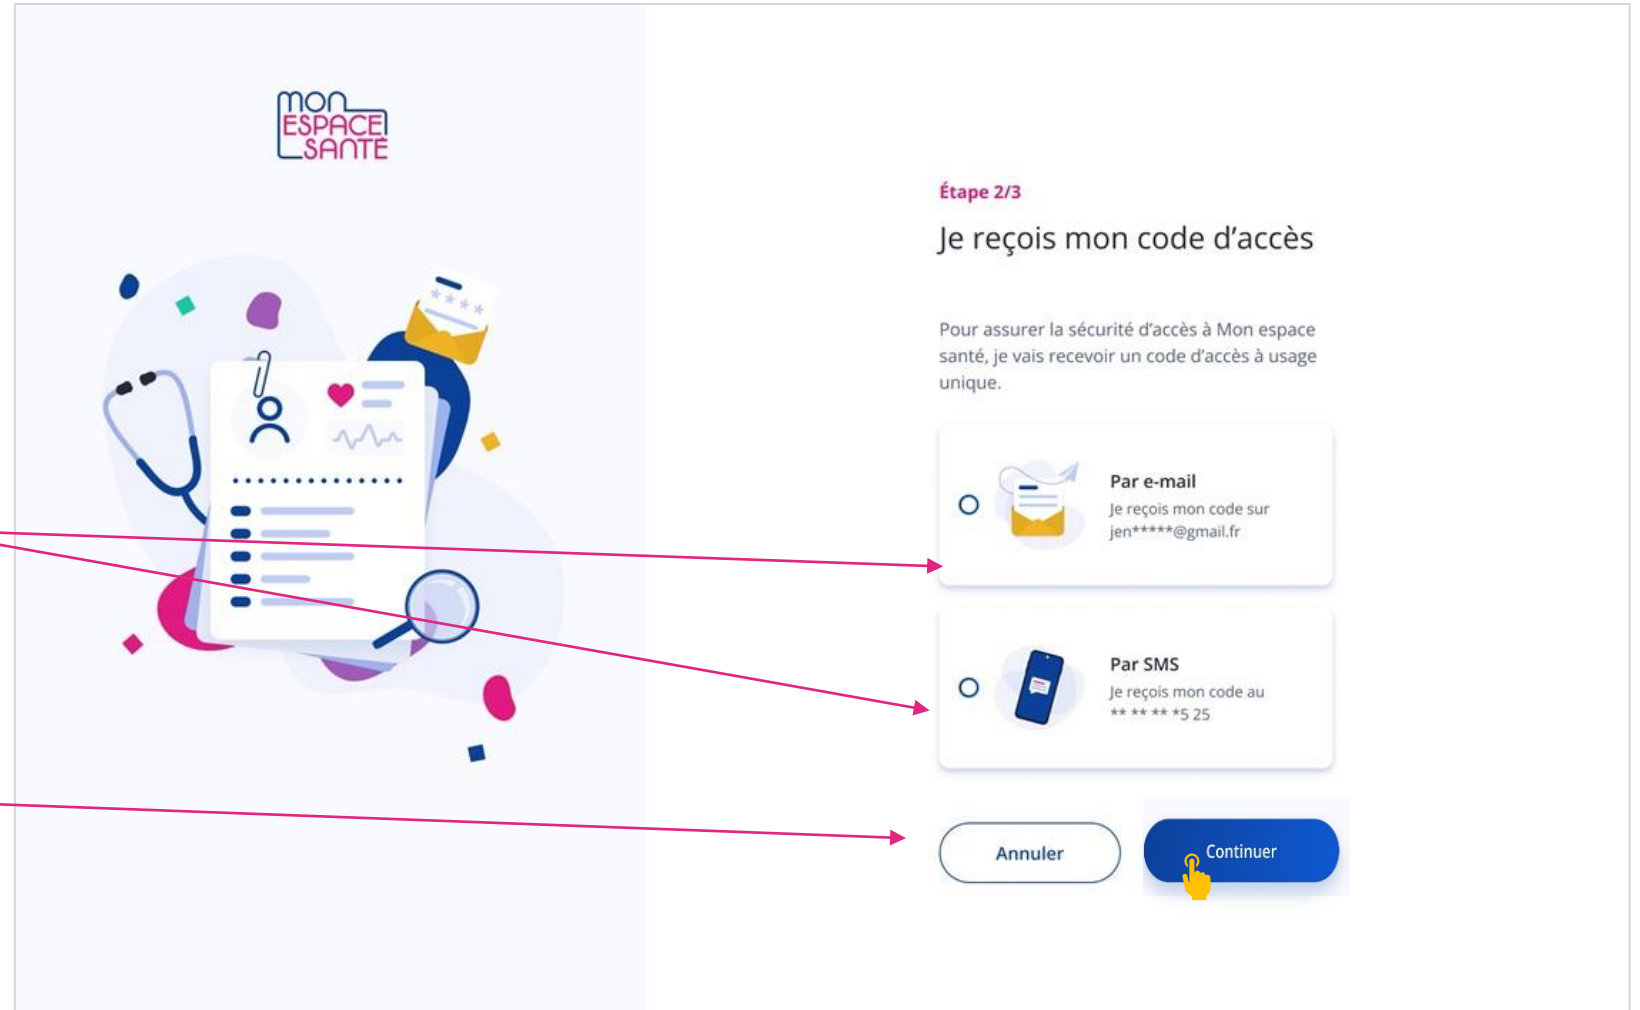 mon
ESPACE
SANTÉ
Étape 2/3
Je reçois mon code d’accès
Pour assurer la sécurité d’accès à Mon espace
santé, je vais recevoir un code d’accès à usage
unique.
Par e-mail
Je reçois mon code sur
jen*****@gmail.fr
Par SMS
Je reçois mon code au
** ** ** *5 25
Annuler
Continuer